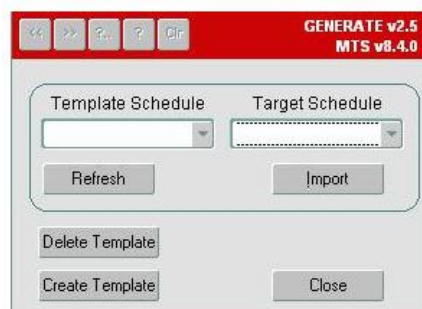 << >> ?.. ? Clr
GENERATE v2.5
MTS v8.4.0
Template Schedule Target Schedule
Refresh Import
Delete Template
Create Template Close